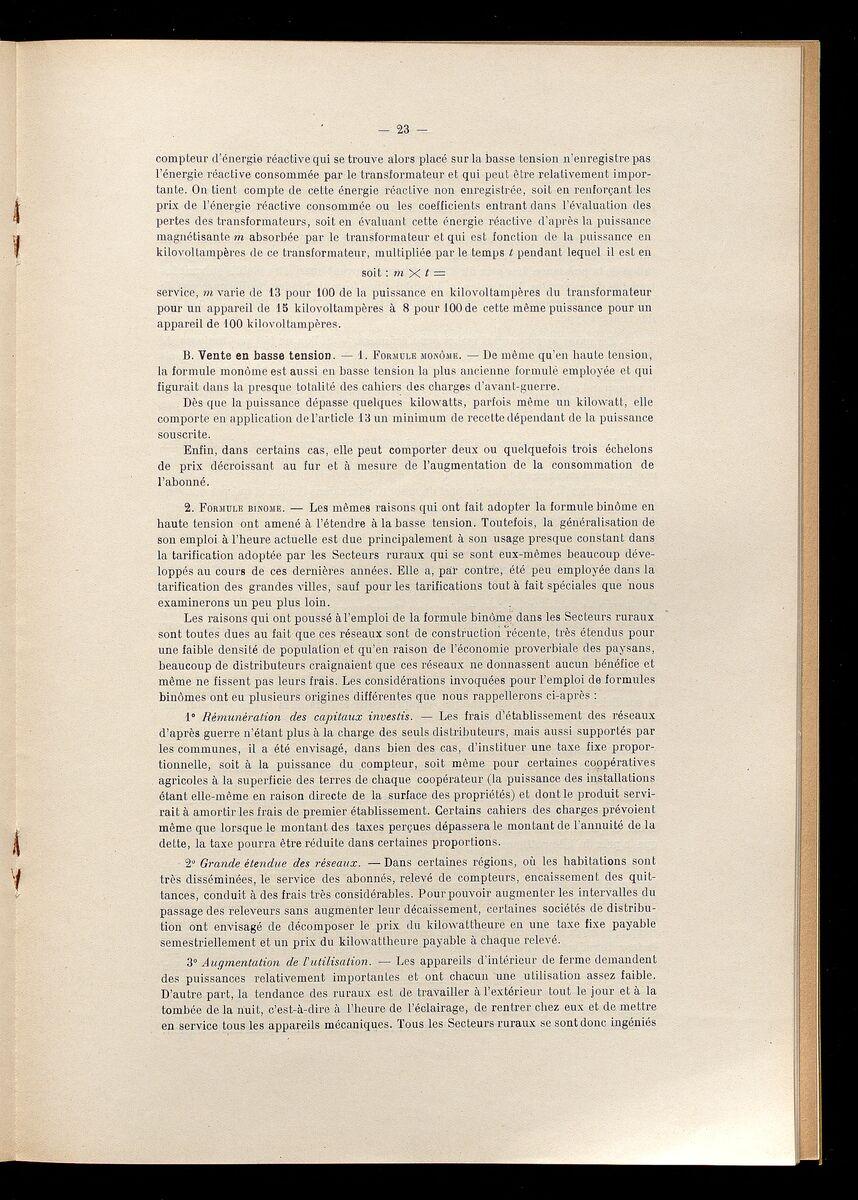 — 23 —
compteur d'énergie réactive qui se trouve alors placé sur la basse tension n'enregistre pas
l'énergie réactive consommée par le transformateur et qui peut être relativement impor-
tante. On tient compte de cette énergie réactive non enregistrée, soit en renforçant les
prix de l'énergie réactive consommée ou les coefficients entrant dans l'évaluation des
pertes des transformateurs, soit en évaluant cette énergie réactive d'après la puissance
magnétisante m absorbée par le transformateur et qui est fonction de la puissance en
kilovoltampères de ce transformateur, multipliée par le temps t pendant lequel il est en
soit : m × t =
service, m varie de 13 pour 100 de la puissance en kilovoltampères du transformateur
pour un appareil de 15 kilovoltampères à 8 pour 100 de cette même puissance pour un
appareil de 100 kilovoltampères.
B. Vente en basse tension. — 1. Formule monôme. — De même qu'en haute tension,
la formule monôme est aussi en basse tension la plus ancienne formule employée et qui
figurait dans la presque totalité des cahiers des charges d'avant-guerre.
Dès que la puissance dépasse quelques kilowatts, parfois même un kilowatt, elle
comporte en application de l'article 13 un minimum de recette dépendant de la puissance
souscrite.
Enfin, dans certains cas, elle peut comporter deux ou quelquefois trois échelons
de prix décroissant au fur et à mesure de l'augmentation de la consommation de
l'abonné.
2. Formule binome. — Les mêmes raisons qui ont fait adopter la formule binôme en
haute tension ont amené à l'étendre à la basse tension. Toutefois, la généralisation de
son emploi à l'heure actuelle est due principalement à son usage presque constant dans
la tarification adoptée par les Secteurs ruraux qui se sont eux-mêmes beaucoup déve-
loppés au cours de ces dernières années. Elle a, par contre, été peu employée dans la
tarification des grandes villes, sauf pour les tarifications tout à fait spéciales que nous
examinerons un peu plus loin.
Les raisons qui ont poussé à l'emploi de la formule binôme dans les Secteurs ruraux
sont toutes dues au fait que ces réseaux sont de construction récente, très étendus pour
une faible densité de population et qu'en raison de l'économie proverbiale des paysans,
beaucoup de distributeurs craignaient que ces réseaux ne donnassent aucun bénéfice et
même ne fissent pas leurs frais. Les considérations invoquées pour l'emploi de formules
binômes ont eu plusieurs origines différentes que nous rappellerons ci-après :
1° Rémunération des capitaux investis. — Les frais d'établissement des réseaux
d'après guerre n'étant plus à la charge des seuls distributeurs, mais aussi supportés par
les communes, il a été envisagé, dans bien des cas, d'instituer une taxe fixe propor-
tionnelle, soit à la puissance du compteur, soit même pour certaines coopératives
agricoles à la superficie des terres de chaque coopérateur (la puissance des installations
étant elle-même en raison directe de la surface des propriétés) et dont le produit servi-
rait à amortir les frais de premier établissement. Certains cahiers des charges prévoient
même que lorsque le montant des taxes perçues dépassera le montant de l'annuité de la
dette, la taxe pourra être réduite dans certaines proportions.
2° Grande étendue des réseaux. — Dans certaines régions, où les habitations sont
très disséminées, le service des abonnés, relevé de compteurs, encaissement des quit-
tances, conduit à des frais très considérables. Pour pouvoir augmenter les intervalles du
passage des releveurs sans augmenter leur décaissement, certaines sociétés de distribu-
tion ont envisagé de décomposer le prix du kilowattheure en une taxe fixe payable
semestriellement et un prix du kilowattheure payable à chaque relevé.
3° Augmentation de l'utilisation. — Les appareils d'intérieur de ferme demandent
des puissances relativement importantes et ont chacun une utilisation assez faible.
D'autre part, la tendance des ruraux est de travailler à l'extérieur tout le jour et à la
tombée de la nuit, c'est-à-dire à l'heure de l'éclairage, de rentrer chez eux et de mettre
en service tous les appareils mécaniques. Tous les Secteurs ruraux se sont donc ingéniés